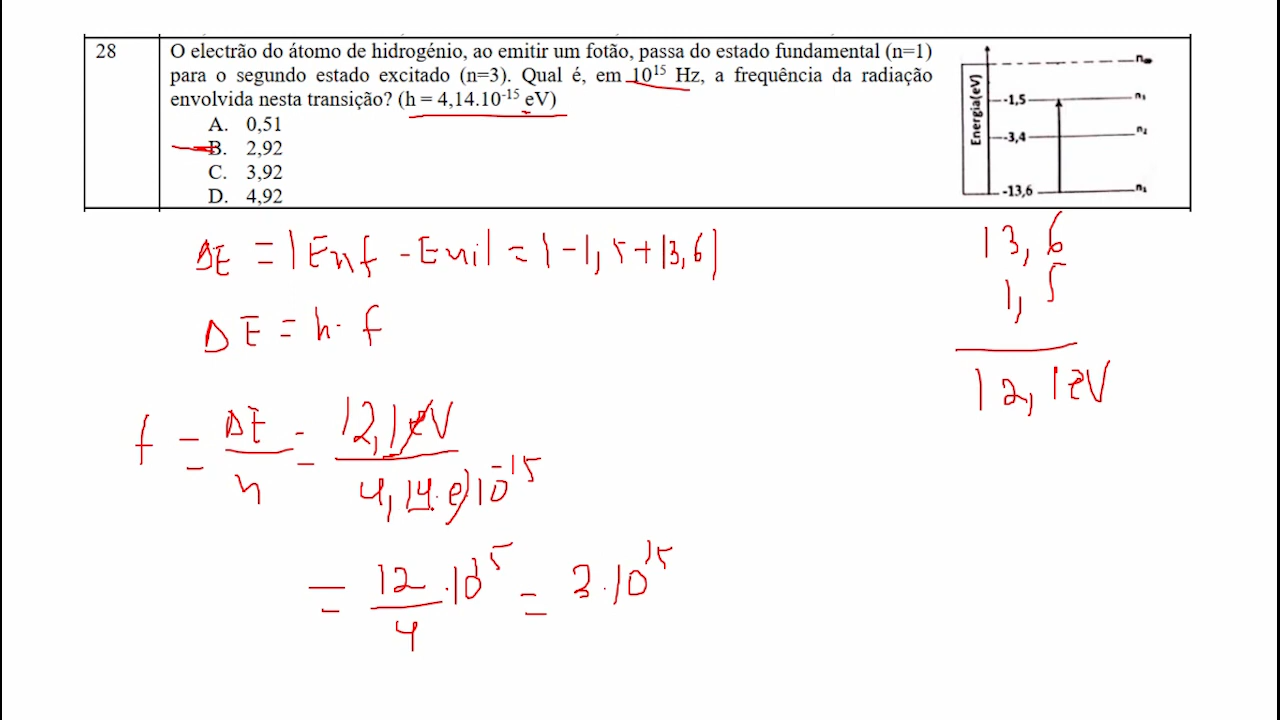 28
O electrão do átomo de hidrogénio, ao emitir um fotão, passa do estado fundamental (n=1)
para o segundo estado excitado (n=3). Qual é, em 10¹⁵ Hz, a frequência da radiação
envolvida nesta transição? (h = 4,14.10⁻¹⁵ eV)
A. 0,51
B. 2,92
C. 3,92
D. 4,92
Energia(eV)
n∞
-1,5 n₃
-3,4 n₂
-13,6 n₁
ΔE = |Enf - Eni| = |-1,5+13,6|
ΔE = h · f
13,6
1,5
12,1eV
f = ΔE/h = 12,1eV / 4,14·e)10⁻¹⁵
= 12/4 · 10¹⁵ = 3·10¹⁵